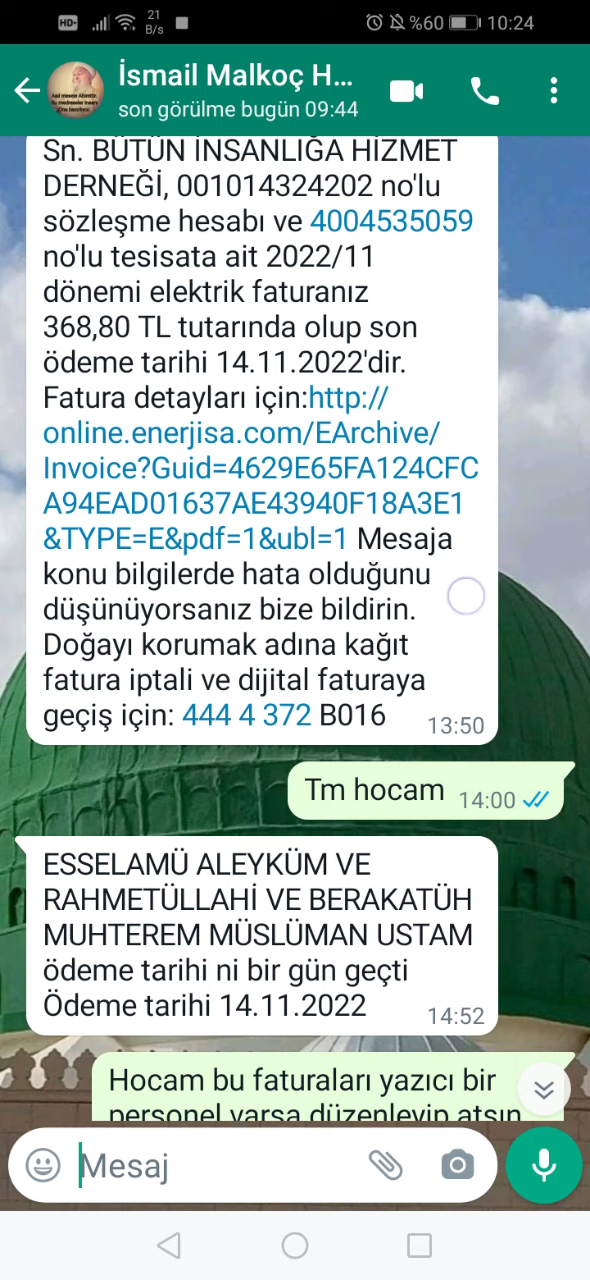 HD+ 21 B/s %60 10:24
İsmail Malkoç H...
son görülme bugün 09:44
Sn. BÜTÜN İNSANLIĞA HİZMET
DERNEĞİ, 001014324202 no'lu
sözleşme hesabı ve 4004535059
no'lu tesisata ait 2022/11
dönemi elektrik faturanız
368,80 TL tutarında olup son
ödeme tarihi 14.11.2022'dir.
Fatura detayları için:http://
online.enerjisa.com/EArchive/
Invoice?Guid=4629E65FA124CFC
A94EAD01637AE43940F18A3E1
&TYPE=E&pdf=1&ubl=1 Mesaja
konu bilgilerde hata olduğunu
düşünüyorsanız bize bildirin.
Doğayı korumak adına kağıt
fatura iptali ve dijital faturaya
geçiş için: 444 4 372 B016
13:50
Tm hocam 14:00
ESSELAMÜ ALEYKÜM VE
RAHMETÜLLAHİ VE BERAKATÜH
MUHTEREM MÜSLÜMAN USTAM
ödeme tarihi ni bir gün geçti
Ödeme tarihi 14.11.2022
14:52
Hocam bu faturaları yazıcı bir
personel varsa düzenleyip atsın
Mesaj